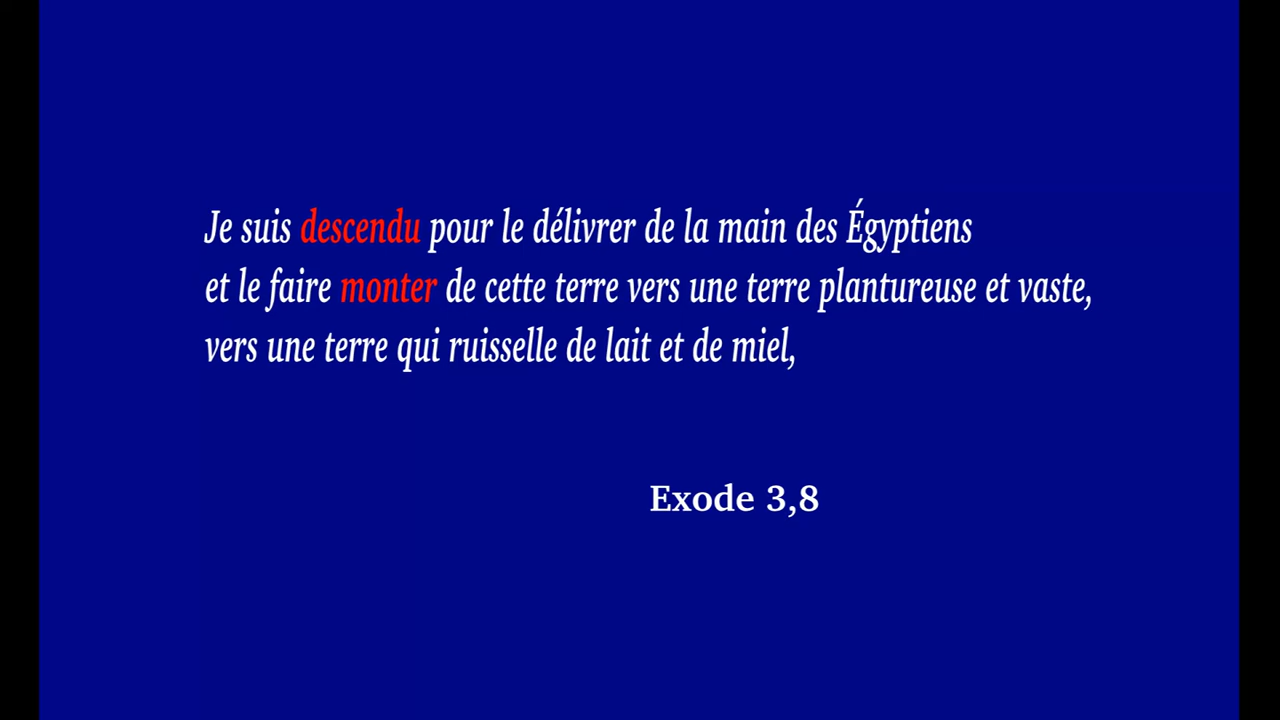 Je suis descendu pour le délivrer de la main des Égyptiens
et le faire monter de cette terre vers une terre plantureuse et vaste,
vers une terre qui ruisselle de lait et de miel,
Exode 3,8